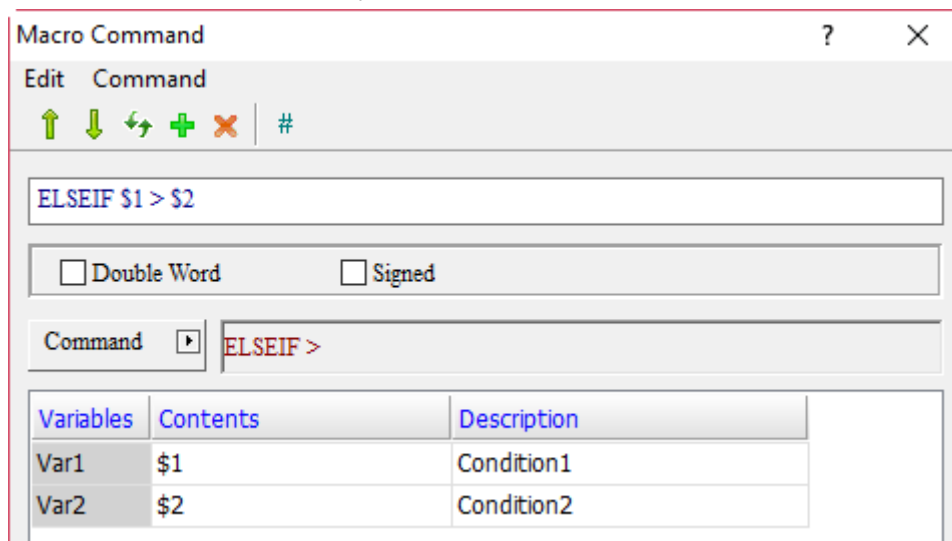 Macro Command ?
Edit Command
#
ELSEIF $1 > $2
Double Word Signed
Command ELSEIF >
Variables Contents Description
Var1 $1 Condition1
Var2 $2 Condition2